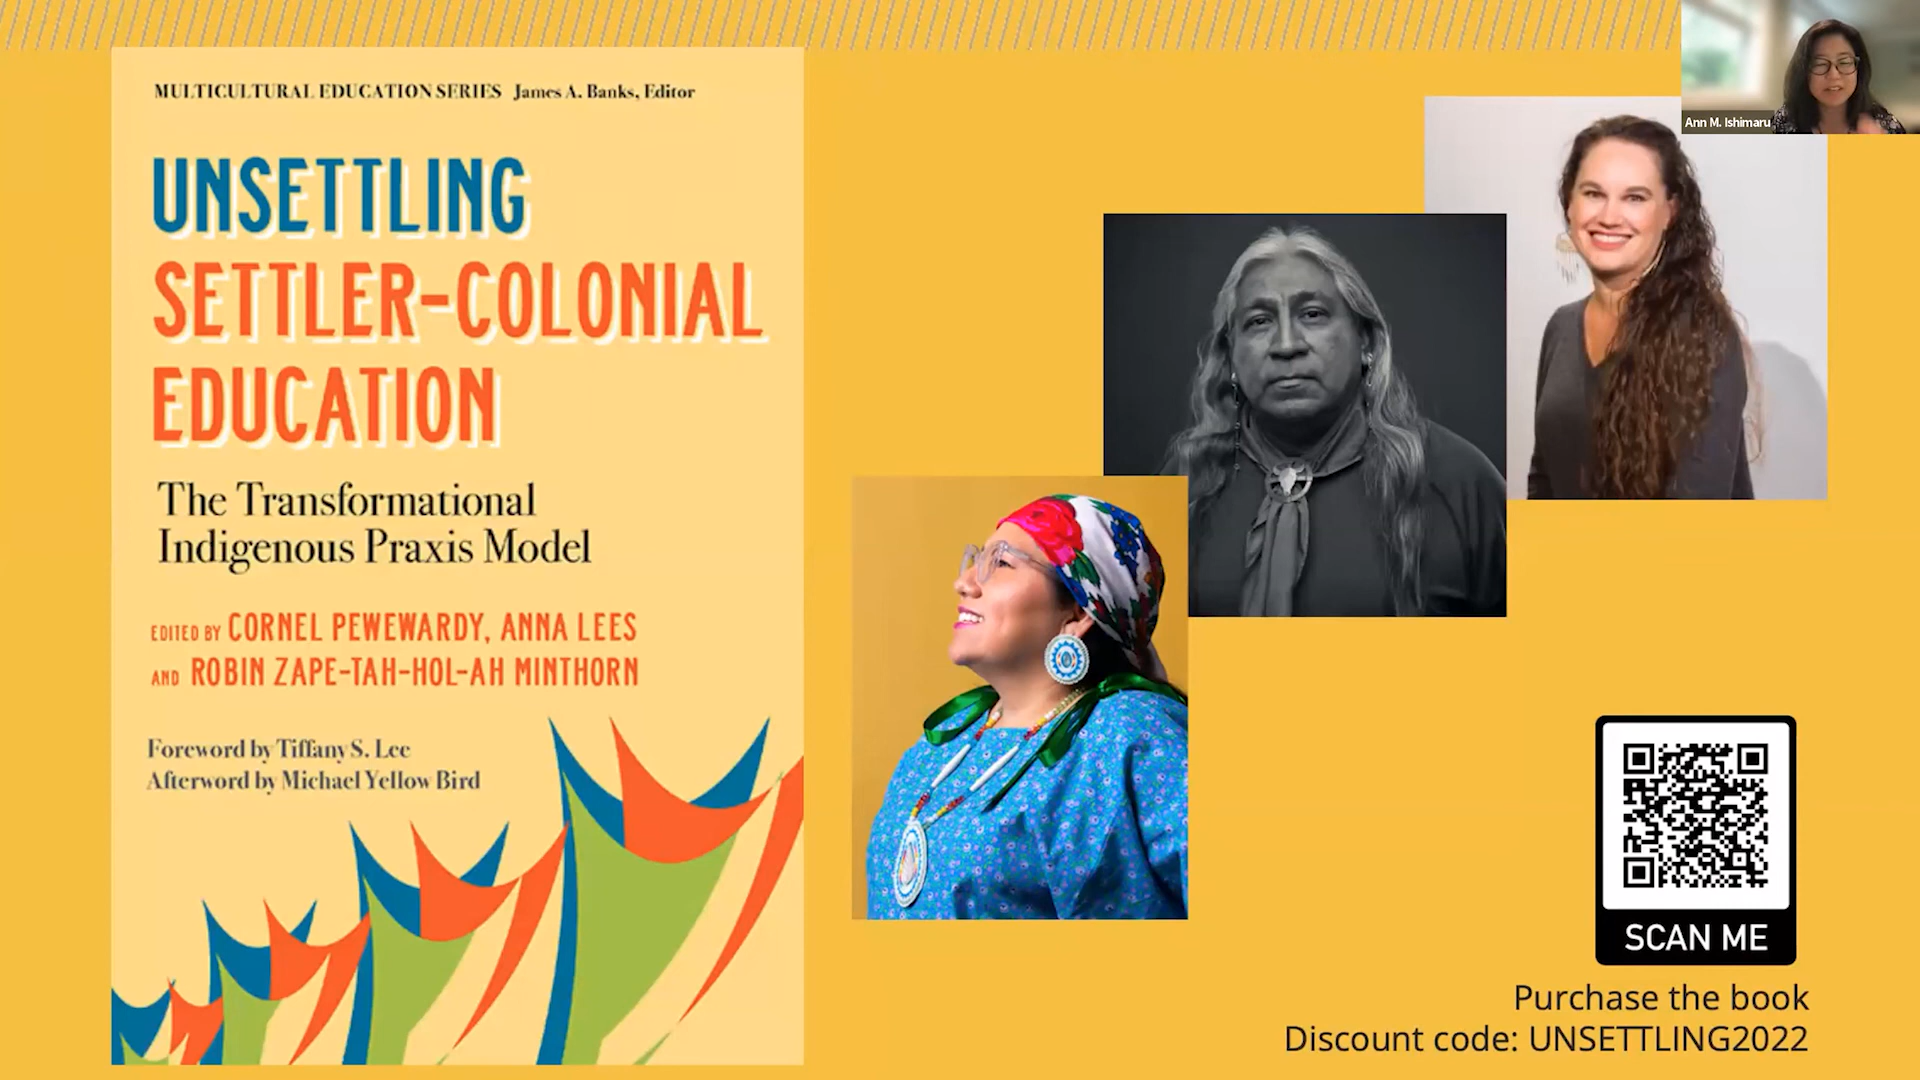 MULTICULTURAL EDUCATION SERIES James A. Banks, Editor
UNSETTLING
SETTLER-COLONIAL
EDUCATION
The Transformational
Indigenous Praxis Model
EDITED BY CORNEL PEWEWARDY, ANNA LEES
AND ROBIN ZAPE-TAH-HOL-AH MINTHORN
Foreword by Tiffany S. Lee
Afterword by Michael Yellow Bird
Ann M. Ishimaru
SCAN ME
Purchase the book
Discount code: UNSETTLING2022